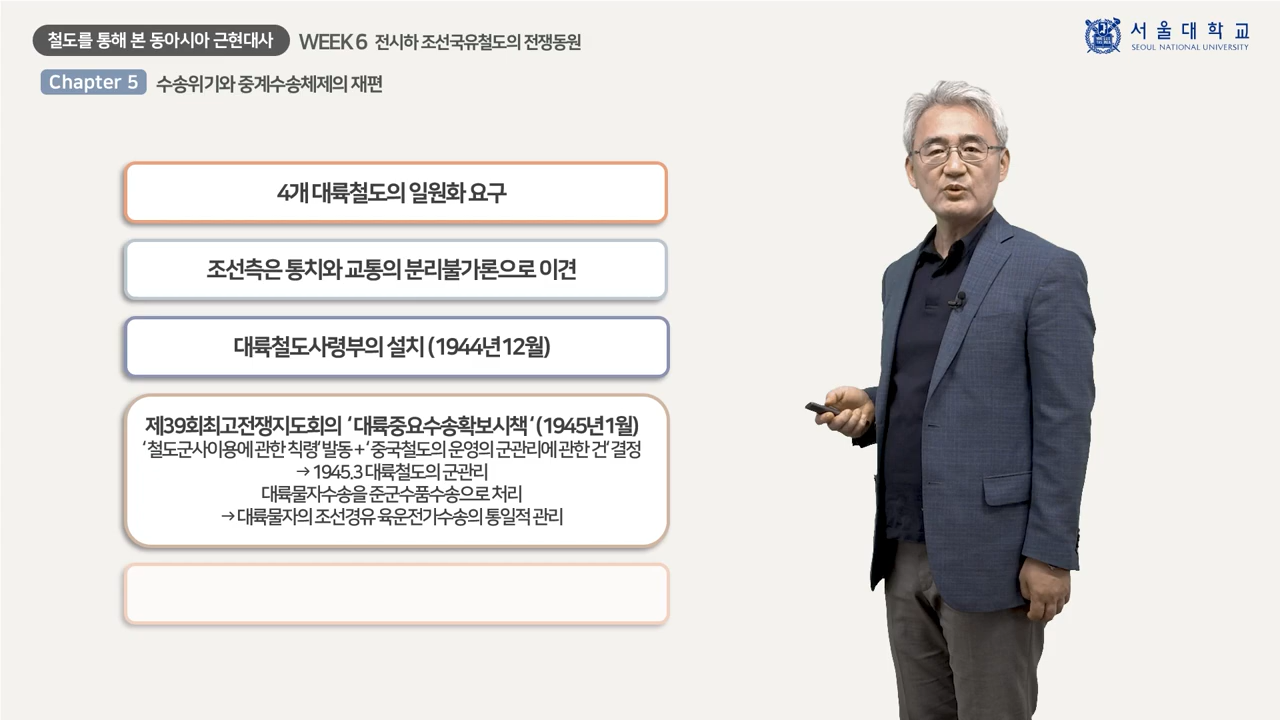 철도를 통해 본 동아시아 근현대사 WEEK 6 전시하 조선국유철도의 전쟁동원
서울대학교
SEOUL NATIONAL UNIVERSITY
Chapter 5 수송위기와 중계수송체제의 재편
4개 대륙철도의 일원화 요구
조선측은 통치와 교통의 분리불가론으로 이견
대륙철도사령부의 설치 (1944년 12월)
제39회최고전쟁지도회의 ‘대륙중요수송확보시책‘ (1945년 1월)
‘철도군사이용에 관한 칙령’ 발동 + ‘중국철도의 운영의 군관리에 관한 건‘ 결정
→ 1945.3 대륙철도의 군관리
대륙물자수송을 준군수품수송으로 처리
→ 대륙물자의 조선경유 육운전가수송의 통일적 관리